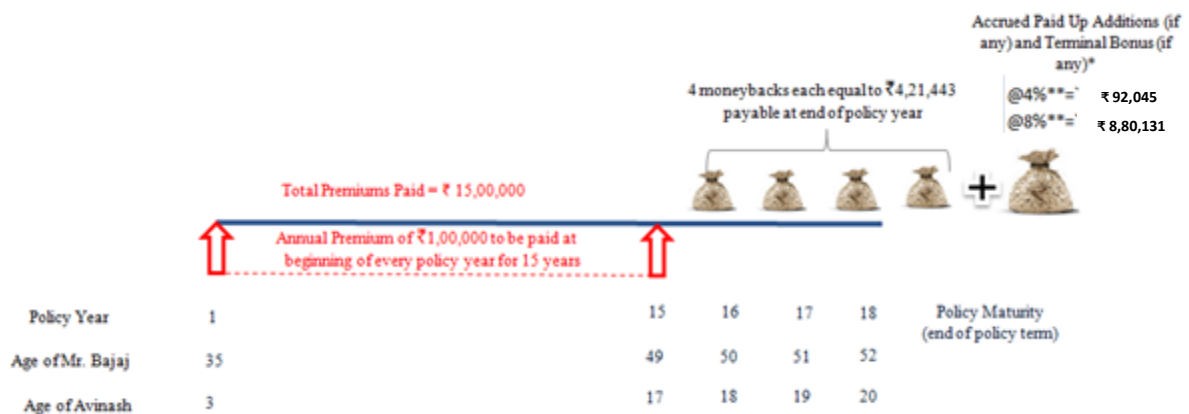 Accrued Paid Up Additions (if
any) and Terminal Bonus (if
any)*
@4%**=` ₹ 92,045
@8%**=` ₹ 8,80,131
4 moneybacks each equal to ₹4,21,443
payable at end of policy year
+
Total Premiums Paid = ₹ 15,00,000
Annual Premium of ₹1,00,000 to be paid at
beginning of every policy year for 15 years
Policy Year 1 15 16 17 18 Policy Maturity
(end of policy term)
Age of Mr. Bajaj 35 49 50 51 52
Age of Avinash 3 17 18 19 20